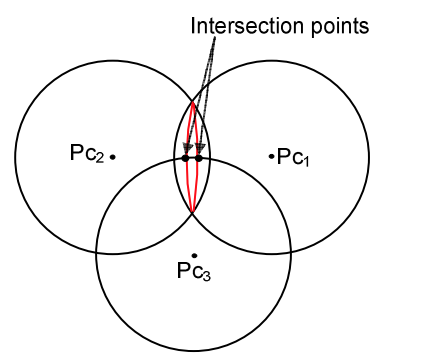 Intersection points
Pc₂
Pc₁
Pc₃